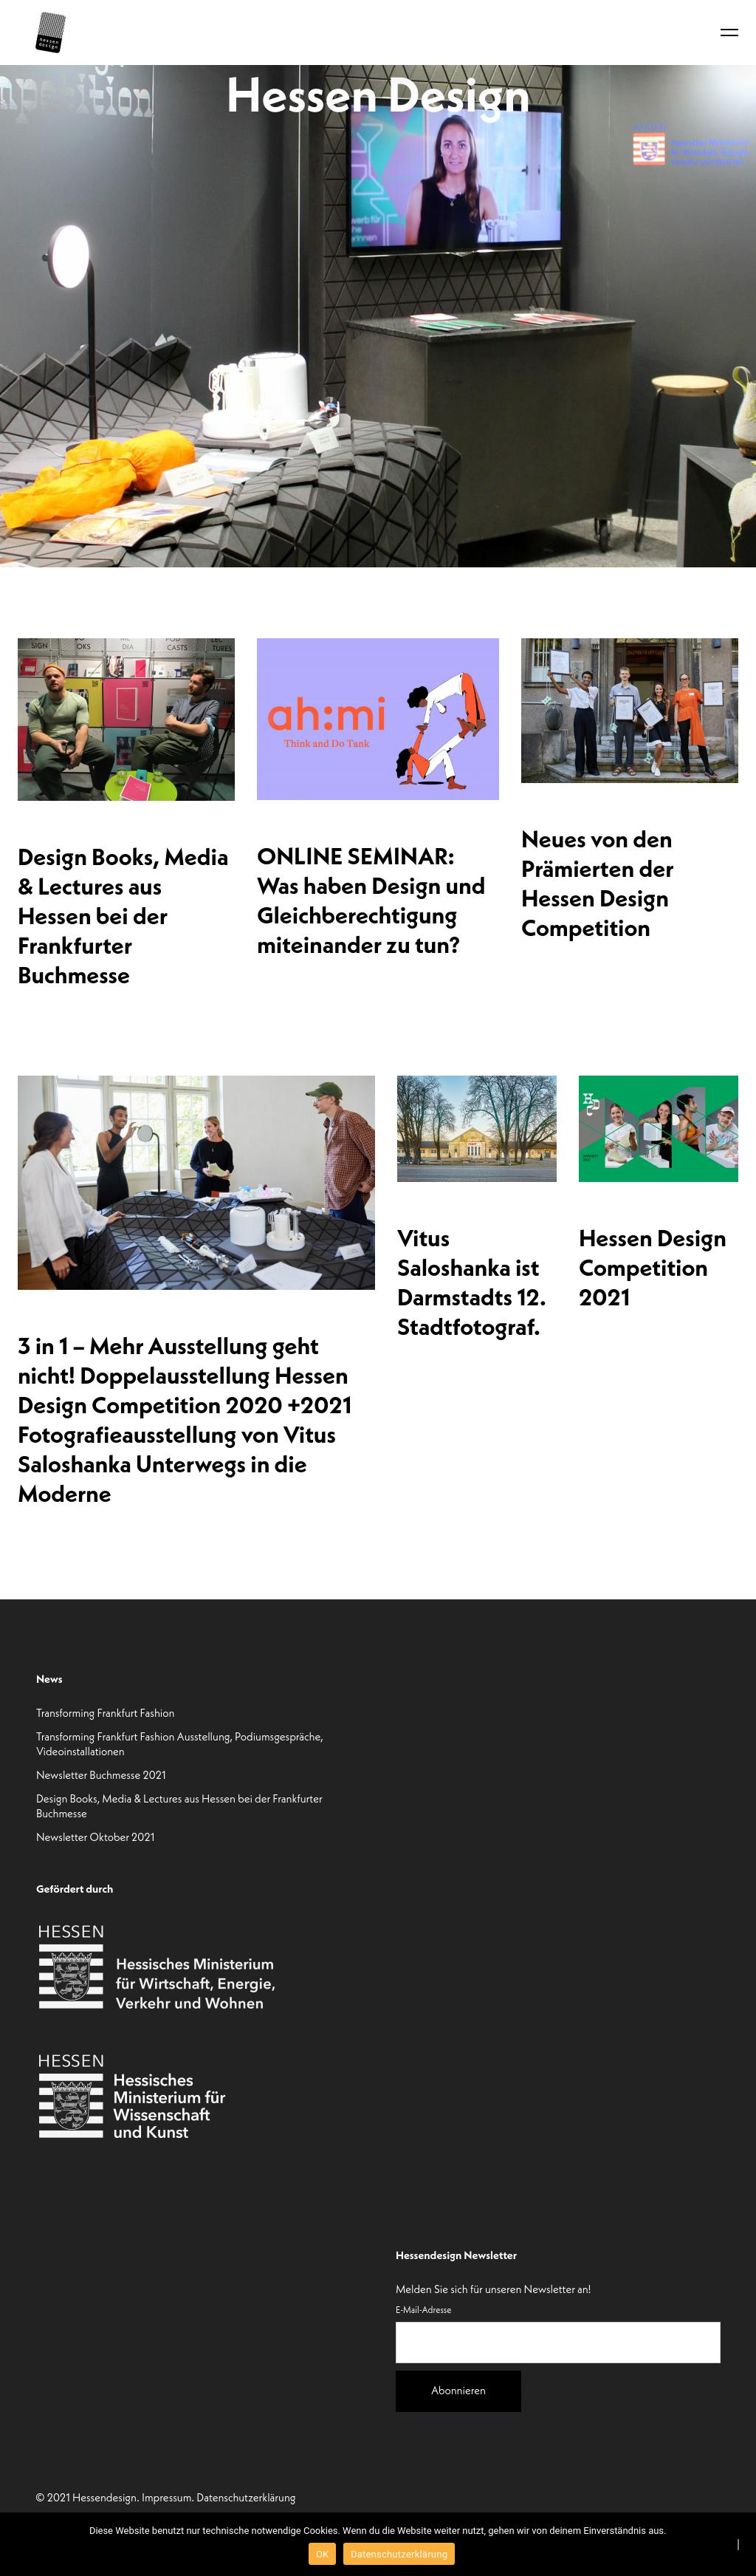 hessen
design
Hessen Design
Design Books, Media
& Lectures aus
Hessen bei der
Frankfurter
Buchmesse
ah:mi
Think and Do Tank
ONLINE SEMINAR:
Was haben Design und
Gleichberechtigung
miteinander zu tun?
Neues von den
Prämierten der
Hessen Design
Competition
3 in 1 – Mehr Ausstellung geht
nicht! Doppelausstellung Hessen
Design Competition 2020 +2021
Fotografieausstellung von Vitus
Saloshanka Unterwegs in die
Moderne
Vitus
Saloshanka ist
Darmstadts 12.
Stadtfotograf.
Hessen Design
Competition
2021
News
Transforming Frankfurt Fashion
Transforming Frankfurt Fashion Ausstellung, Podiumsgespräche,
Videoinstallationen
Newsletter Buchmesse 2021
Design Books, Media & Lectures aus Hessen bei der Frankfurter
Buchmesse
Newsletter Oktober 2021
Gefördert durch
HESSEN
Hessisches Ministerium
für Wirtschaft, Energie,
Verkehr und Wohnen
HESSEN
Hessisches
Ministerium für
Wissenschaft
und Kunst
Hessendesign Newsletter
Melden Sie sich für unseren Newsletter an!
E-Mail-Adresse
Abonnieren
© 2021 Hessendesign. Impressum. Datenschutzerklärung
Diese Website benutzt nur technische notwendige Cookies. Wenn du die Website weiter nutzt, gehen wir von deinem Einverständnis aus.
OK
Datenschutzerklärung